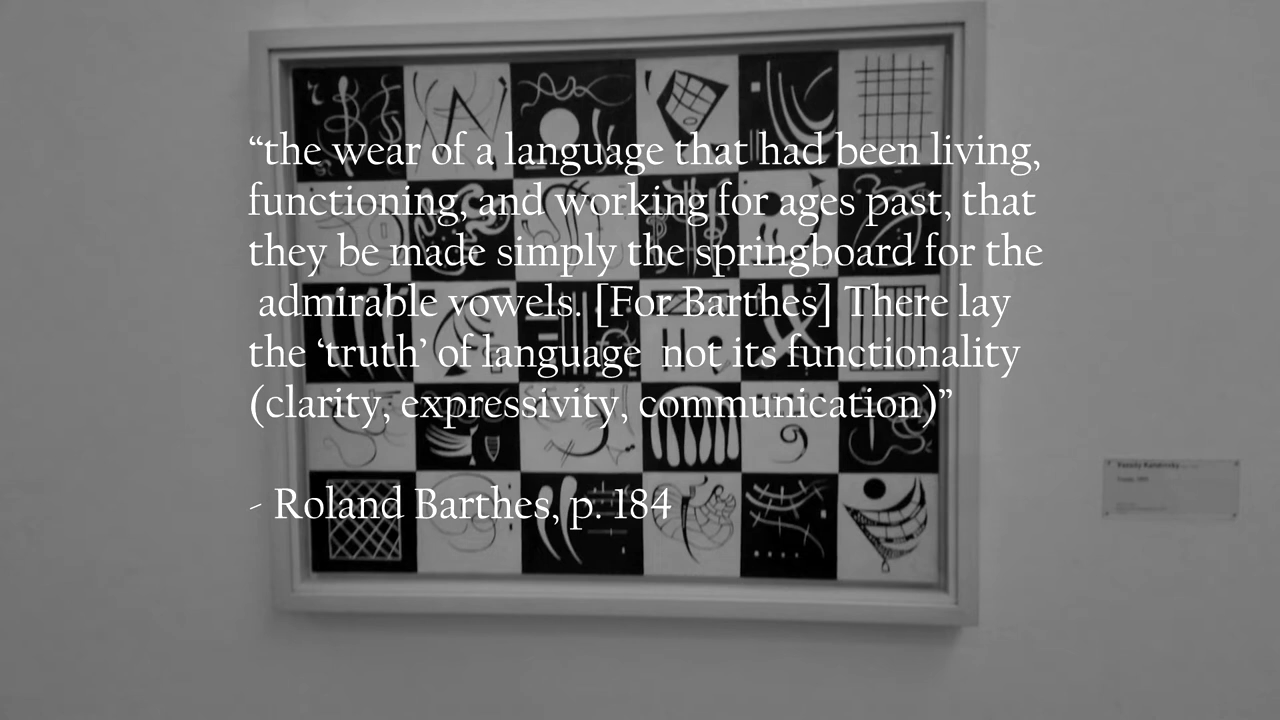 “the wear of a language that had been living,
functioning, and working for ages past, that
they be made simply the springboard for the
admirable vowels. [For Barthes] There lay
the ‘truth’ of language  not its functionality
(clarity, expressivity, communication)”
- Roland Barthes, p. 184
Vassily Kandinsky